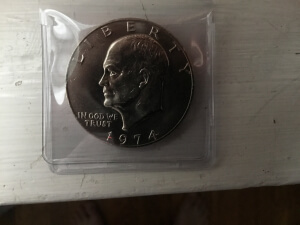 LIBERTY
IN GOD WE
TRUST
1974